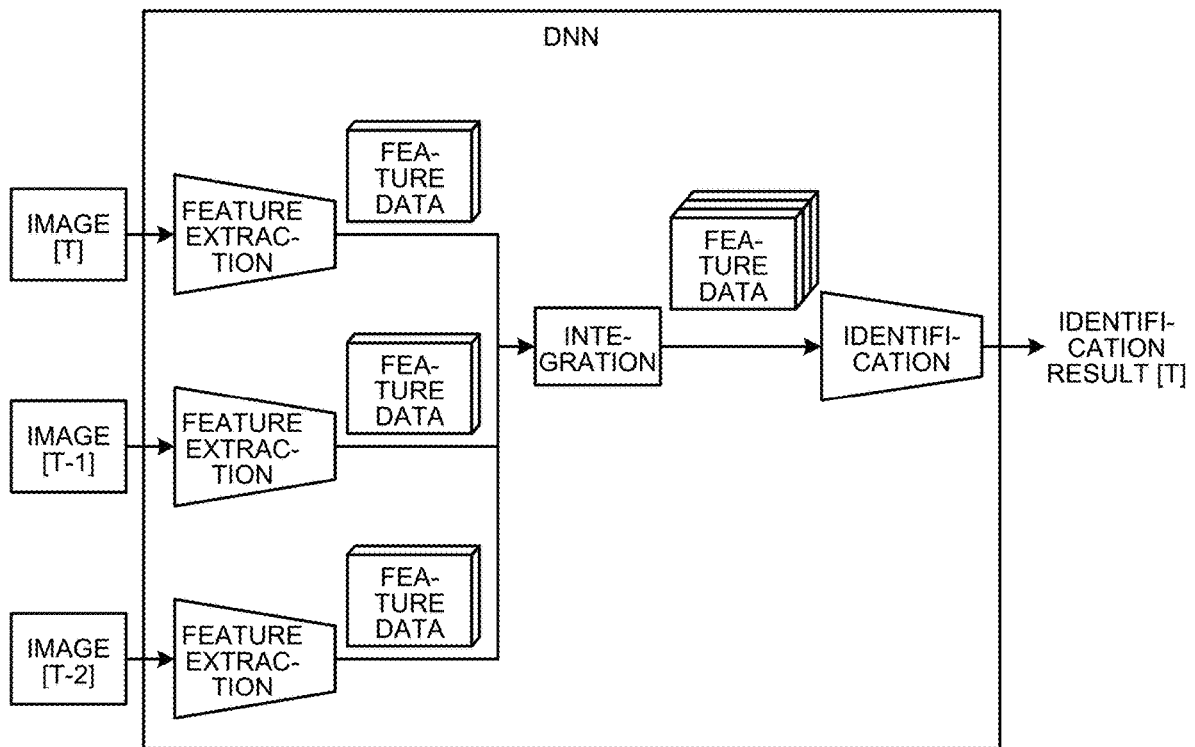 DNN
FEA-
TURE
DATA
IMAGE
[T]
FEATURE
EXTRAC-
TION
FEA-
TURE
DATA
INTE-
GRATION
IDENTIFI-
CATION
IDENTIFI-
CATION
RESULT [T]
FEA-
TURE
DATA
IMAGE
[T-1]
FEATURE
EXTRAC-
TION
FEA-
TURE
DATA
IMAGE
[T-2]
FEATURE
EXTRAC-
TION